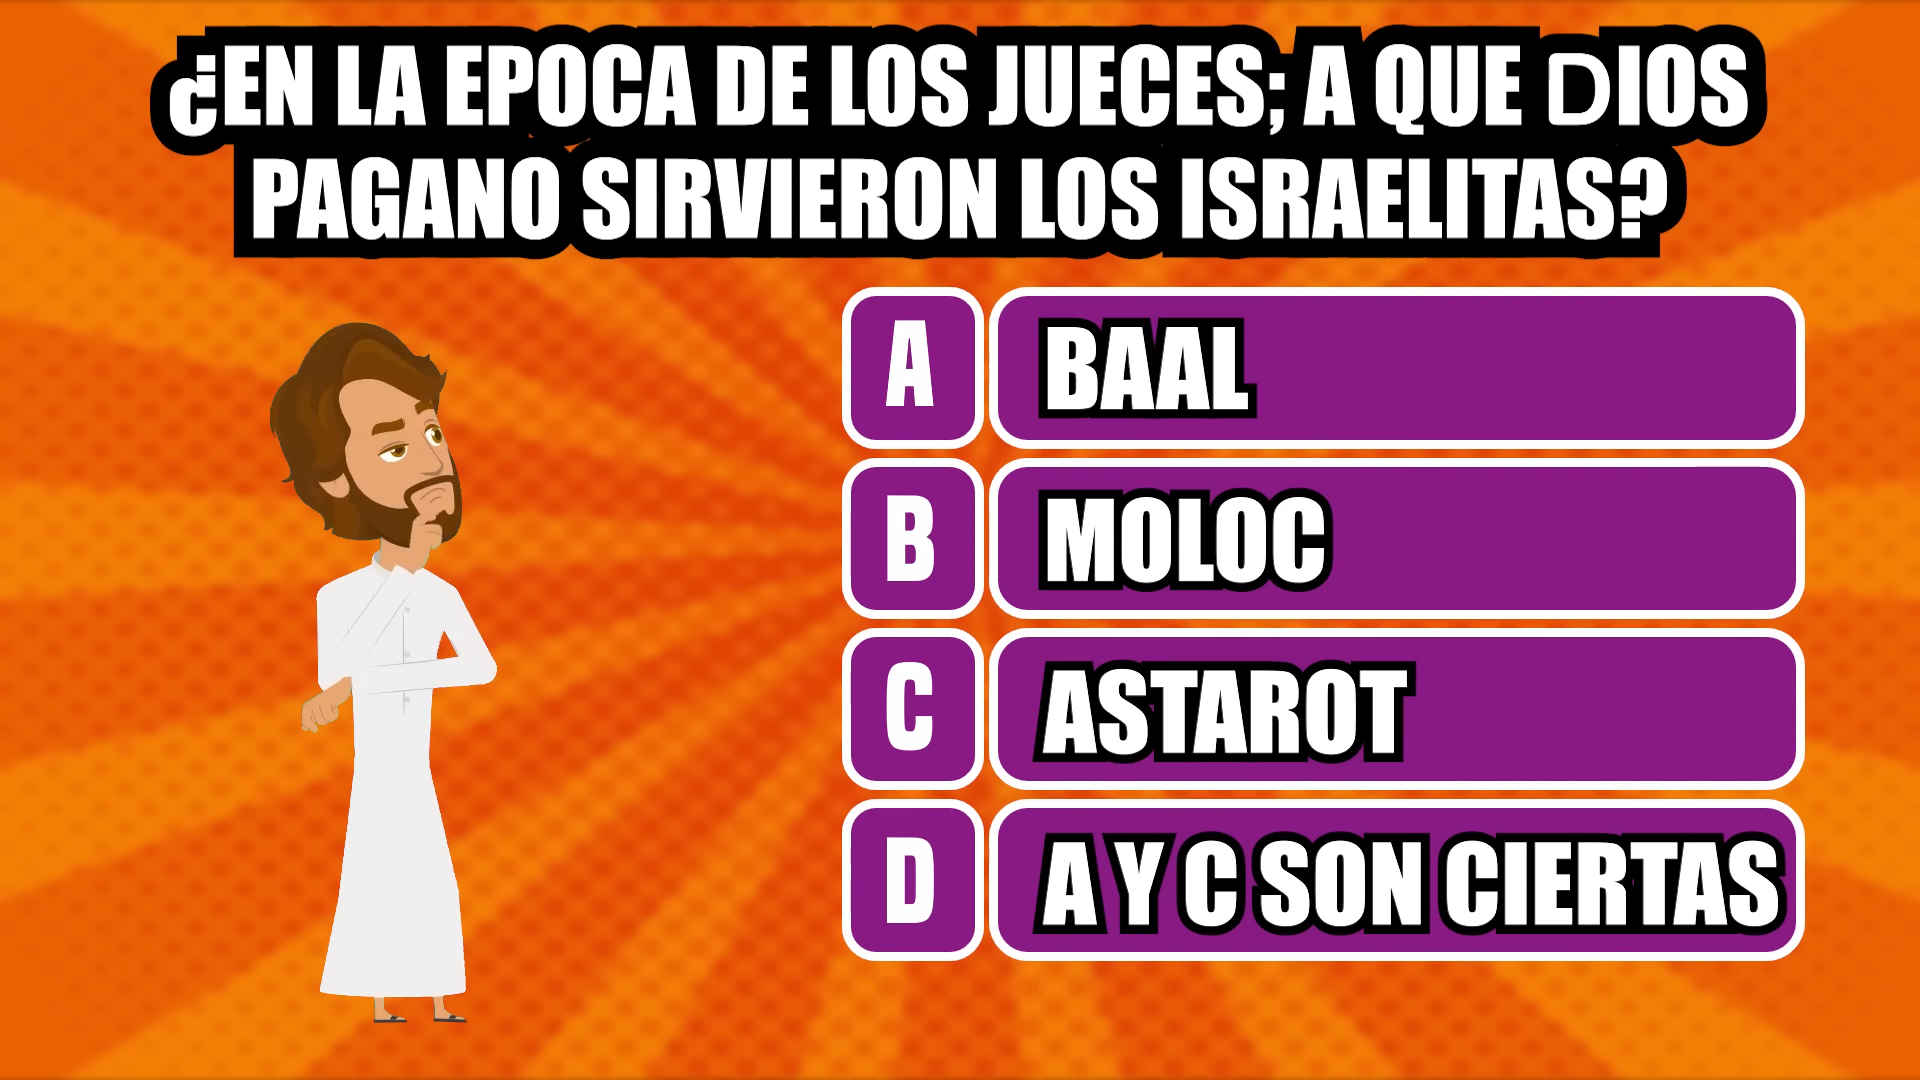 ¿EN LA EPOCA DE LOS JUECES; A QUE DIOS
PAGANO SIRVIERON LOS ISRAELITAS?
A BAAL
B MOLOC
C ASTAROT
D A Y C SON CIERTAS